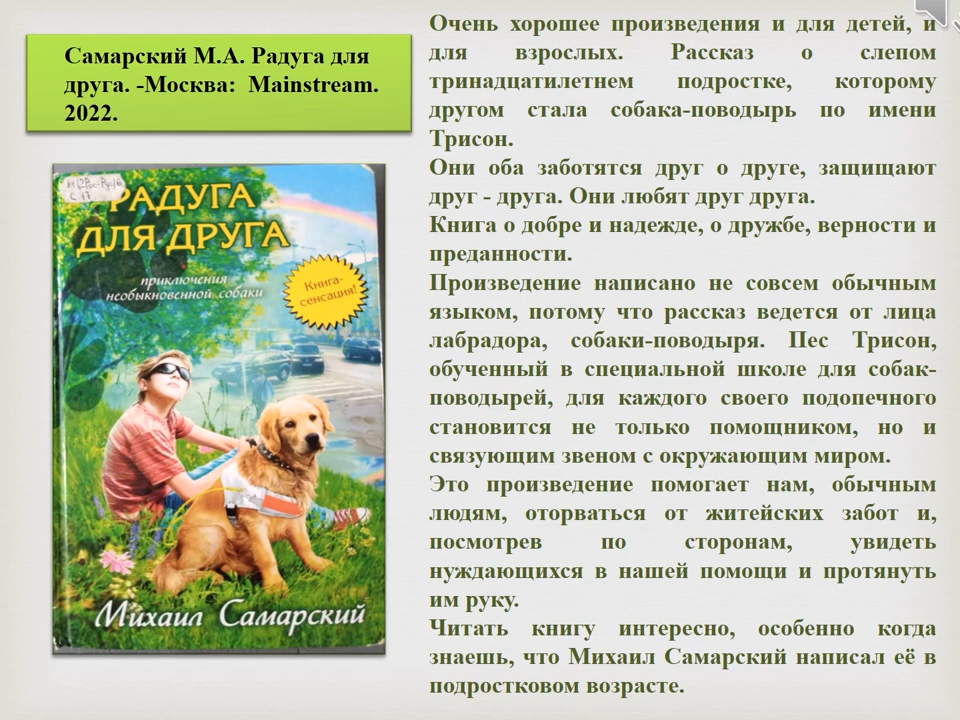 Самарский М.А. Радуга для
друга. -Москва: Mainstream.
2022.
РАДУГА
ДЛЯ ДРУГА
приключения
необыкновенной собаки
Книга-
сенсация!
Михаил Самарский
Очень хорошее произведения и для детей, и
для взрослых. Рассказ о слепом
тринадцатилетнем подростке, которому
другом стала собака-поводырь по имени
Трисон.
Они оба заботятся друг о друге, защищают
друг - друга. Они любят друг друга.
Книга о добре и надежде, о дружбе, верности и
преданности.
Произведение написано не совсем обычным
языком, потому что рассказ ведется от лица
лабрадора, собаки-поводыря. Пес Трисон,
обученный в специальной школе для собак-
поводырей, для каждого своего подопечного
становится не только помощником, но и
связующим звеном с окружающим миром.
Это произведение помогает нам, обычным
людям, оторваться от житейских забот и,
посмотрев по сторонам, увидеть
нуждающихся в нашей помощи и протянуть
им руку.
Читать книгу интересно, особенно когда
знаешь, что Михаил Самарский написал её в
подростковом возрасте.